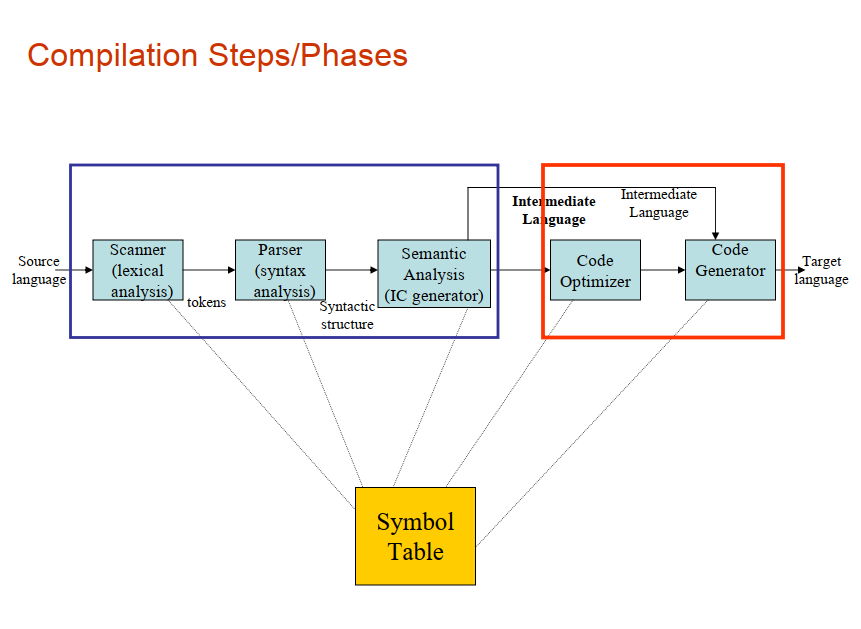 Compilation Steps/Phases
Source
language
Scanner
(lexical
analysis)
tokens
Parser
(syntax
analysis)
Syntactic
structure
Semantic
Analysis
(IC generator)
Intermediate
Language
Code
Optimizer
Intermediate
Language
Code
Generator
Target
language
Symbol
Table